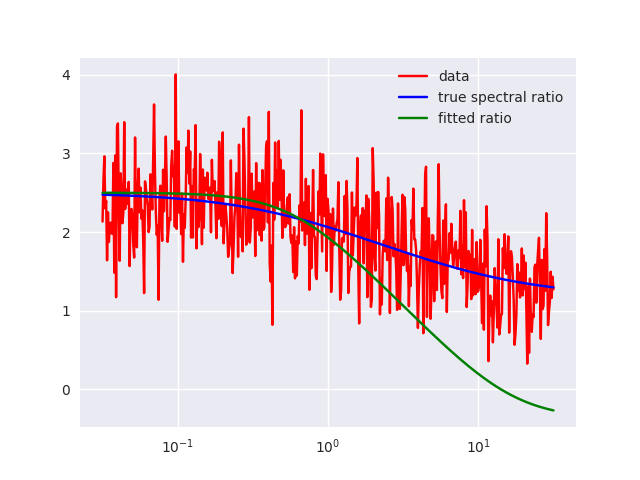 data
true spectral ratio
fitted ratio
4
3
2
1
0
10⁻¹
10⁰
10¹